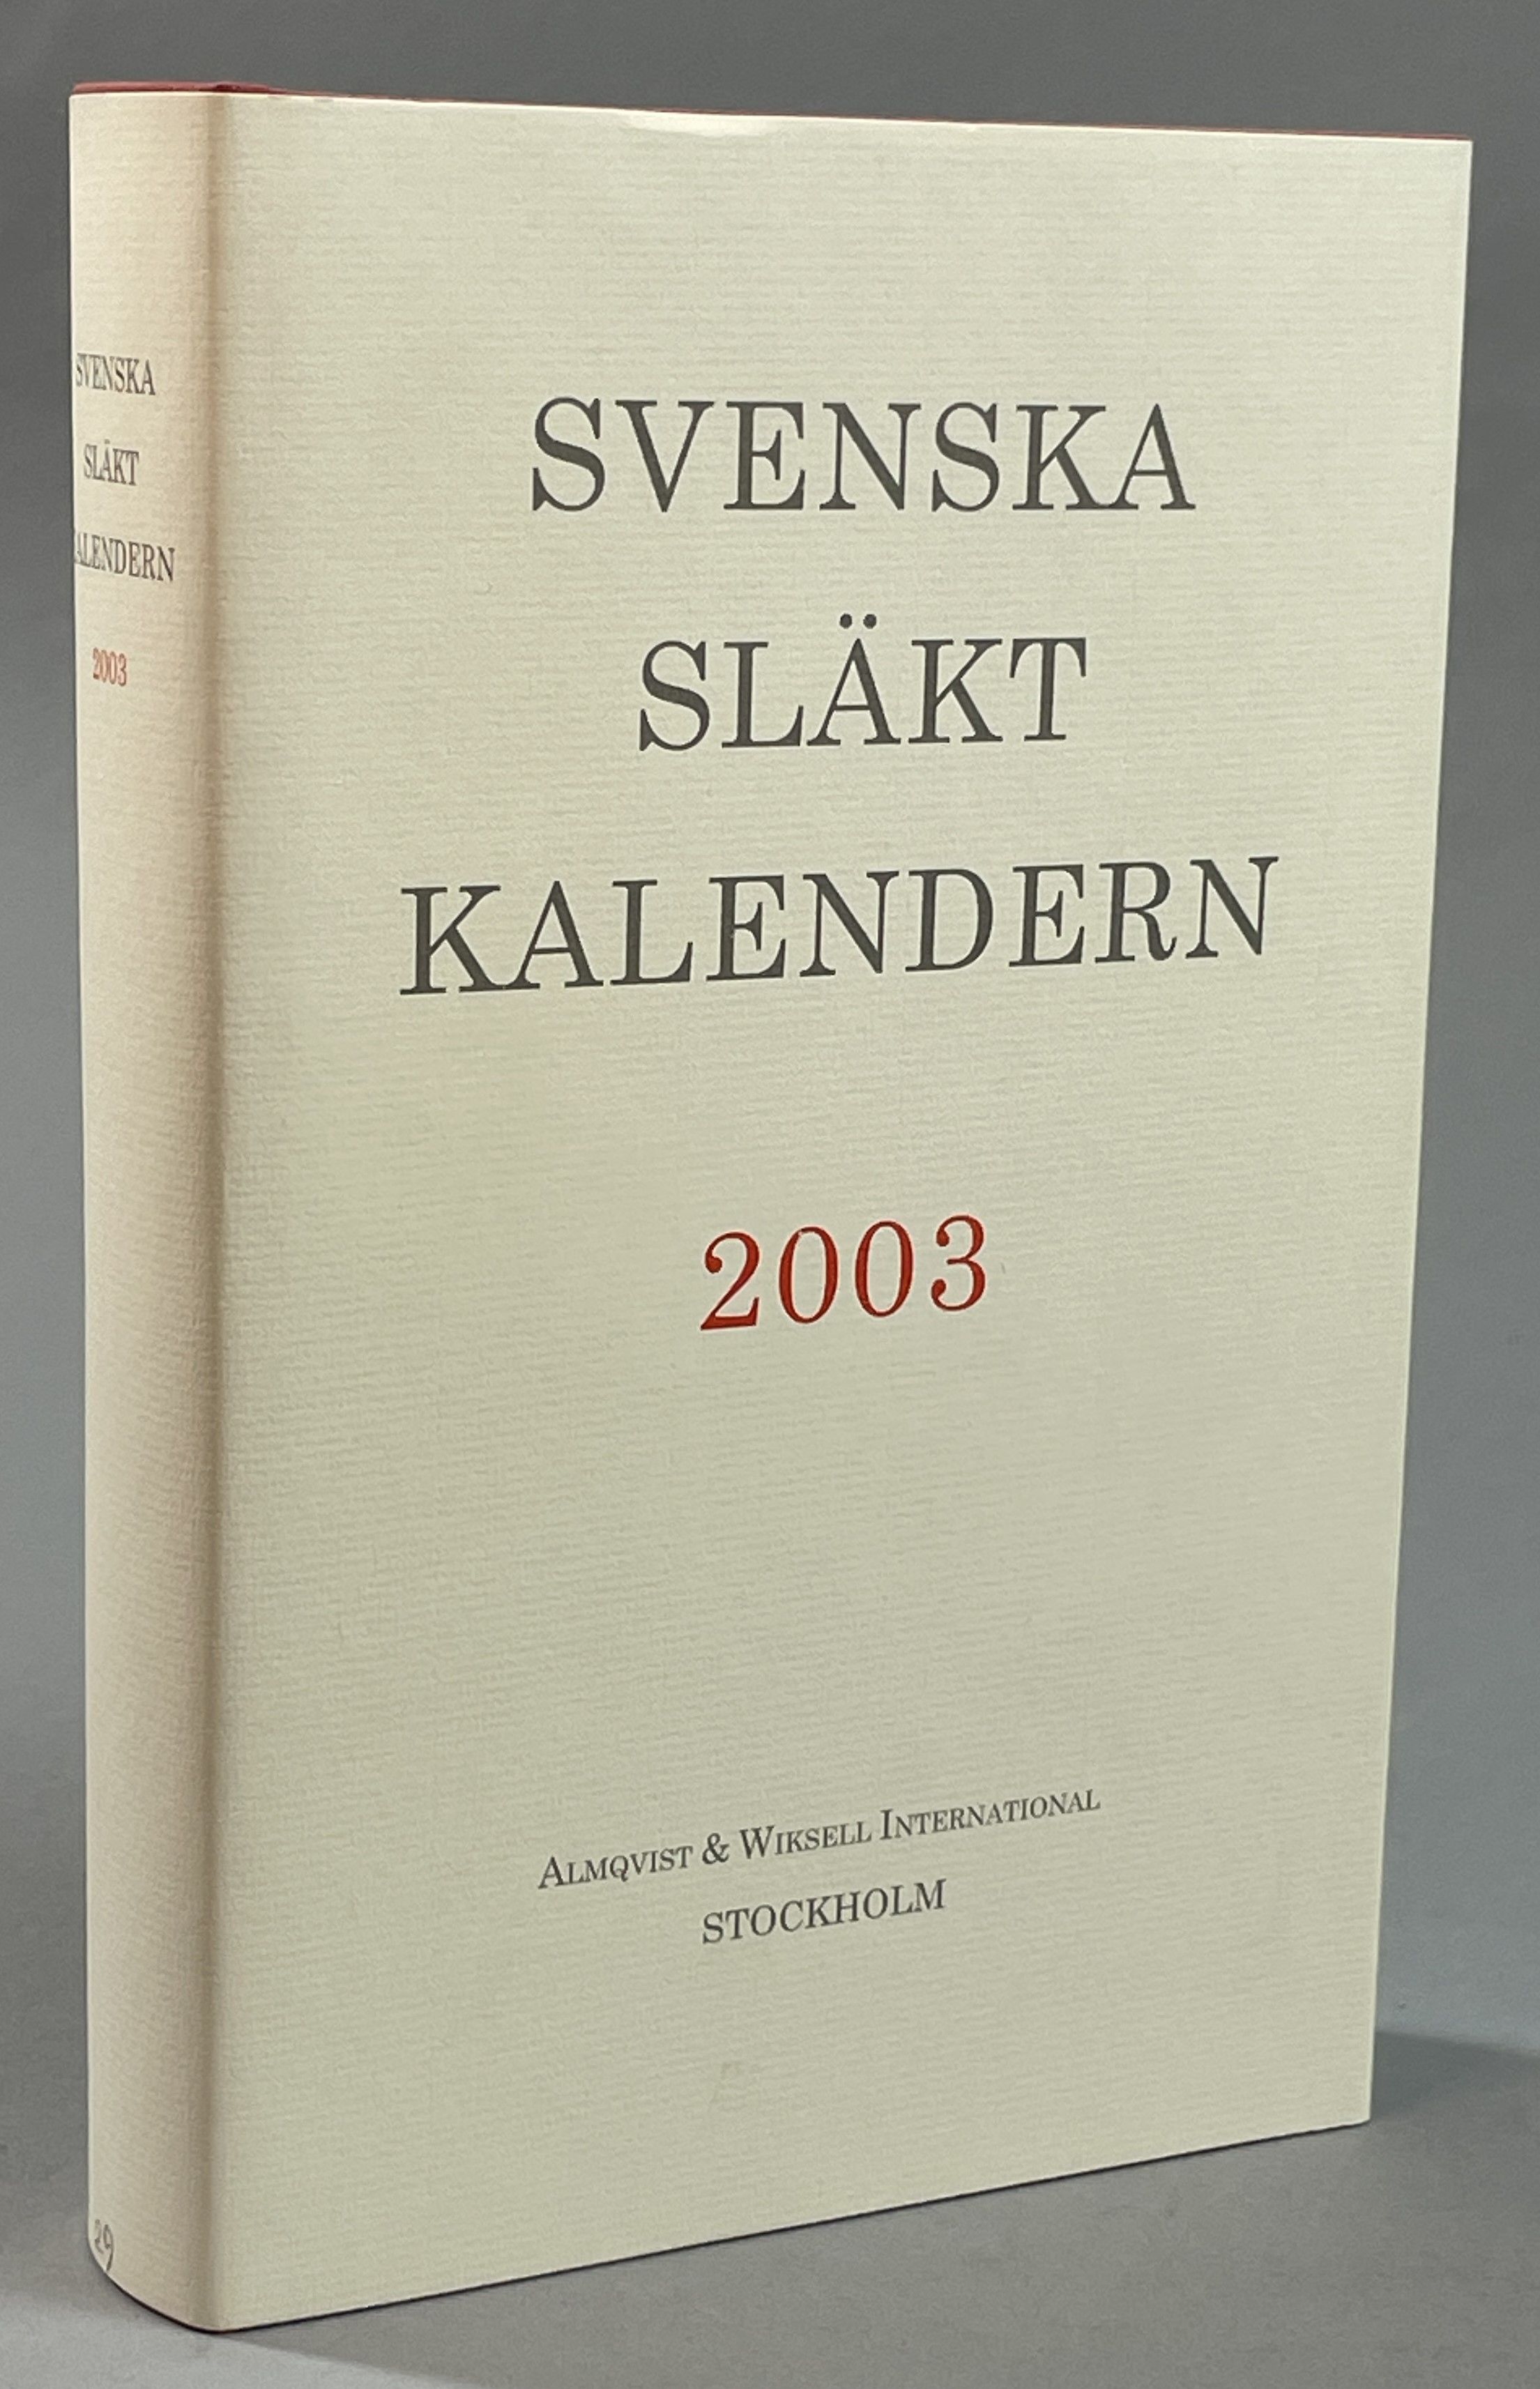 SVENSKA
SLÄKT
KALENDERN
2003
SVENSKA
SLÄKT
KALENDERN
2003
ALMQVIST & WIKSELL INTERNATIONAL
STOCKHOLM
29